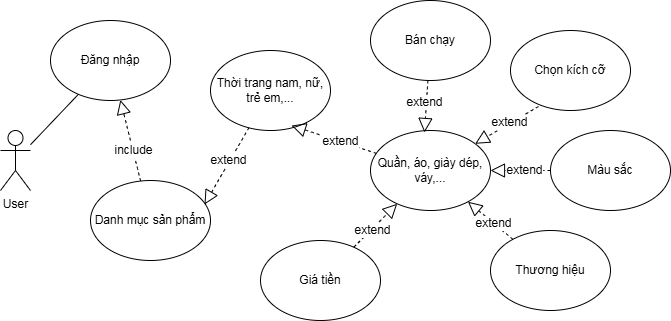 Bán chạy
Đăng nhập
Chọn kích cỡ
Thời trang nam, nữ,
trẻ em,...
extend
extend
include
extend
extend
Quần, áo, giày dép,
váy,...
extend
Màu sắc
User
Danh mục sản phẩm
extend
extend
Giá tiền
Thương hiệu